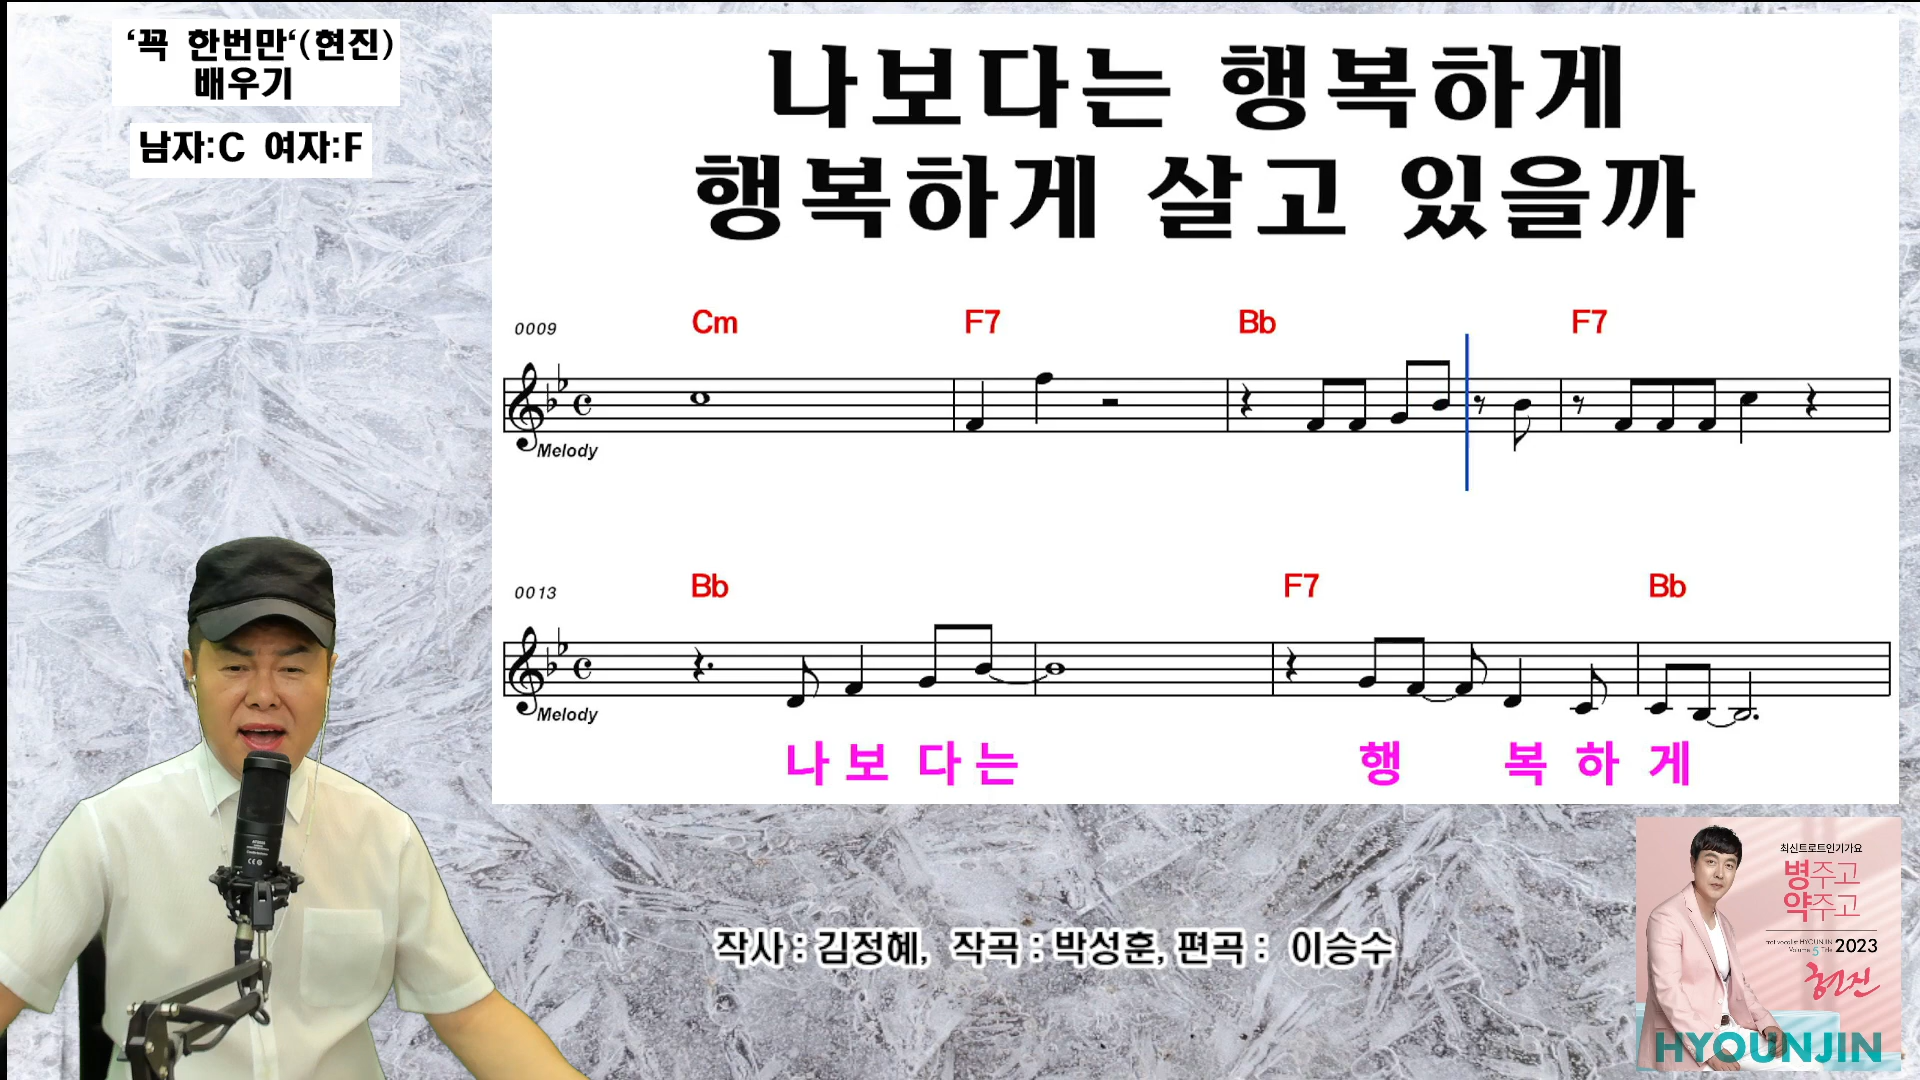 ‘꼭 한번만‘(현진)
배우기
남자:C 여자:F
나보다는 행복하게
행복하게 살고 있을까
0009 Cm F7 Bb F7
Melody
0013 Bb F7 Bb
Melody
나 보 다 는 행 복 하 게
작사 : 김정혜, 작곡 : 박성훈, 편곡 : 이승수
최신트로트인기가요
병주고
약주고
HYOUNJIN
2023
현진
HYOUNJIN